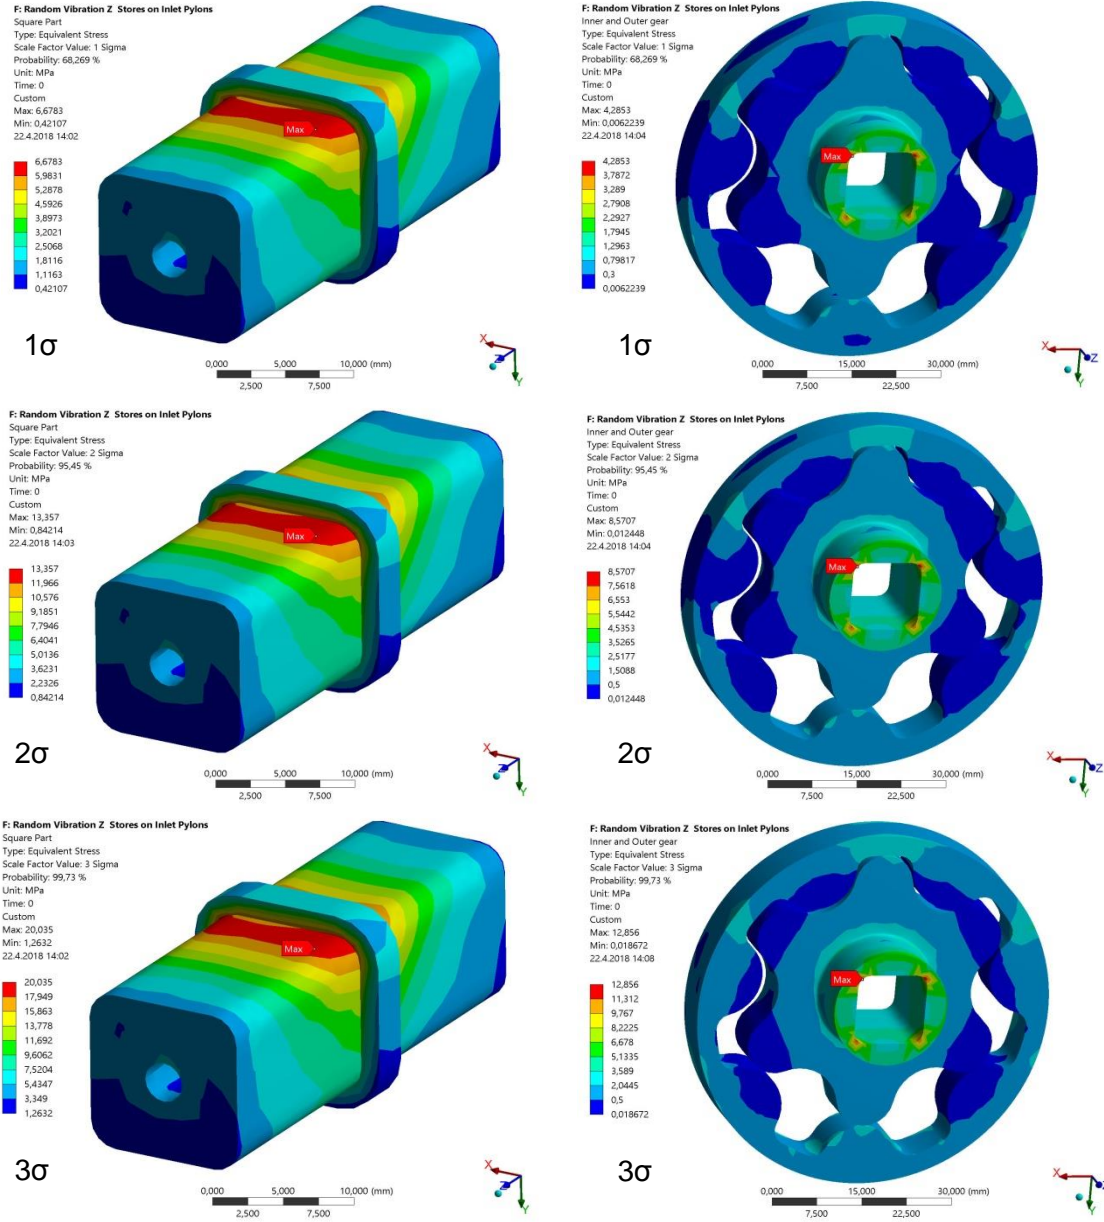 F: Random Vibration Z Stores on Inlet Pylons
Square Part
Type: Equivalent Stress
Scale Factor Value: 1 Sigma
Probability: 68,269 %
Unit: MPa
Time: 0
Custom
Max: 6,6783
Min: 0,42107
22.4.2018 14:02
6,6783
5,9831
5,2878
4,5926
3,8973
3,2021
2,5068
1,8116
1,1163
0,42107
Max
1σ
0,000 5,000 10,000 (mm)
2,500 7,500
X
Z
Y
F: Random Vibration Z Stores on Inlet Pylons
Inner and Outer gear
Type: Equivalent Stress
Scale Factor Value: 1 Sigma
Probability: 68,269 %
Unit: MPa
Time: 0
Custom
Max: 4,2853
Min: 0,0062239
22.4.2018 14:04
4,2853
3,7872
3,289
2,7908
2,2927
1,7945
1,2963
0,79817
0,3
0,0062239
Max
1σ
0,000 15,000 30,000 (mm)
7,500 22,500
X
Z
Y
F: Random Vibration Z Stores on Inlet Pylons
Square Part
Type: Equivalent Stress
Scale Factor Value: 2 Sigma
Probability: 95,45 %
Unit: MPa
Time: 0
Custom
Max: 13,357
Min: 0,84214
22.4.2018 14:03
13,357
11,966
10,576
9,1851
7,7946
6,4041
5,0136
3,6231
2,2326
0,84214
Max
2σ
0,000 5,000 10,000 (mm)
2,500 7,500
X
Z
Y
F: Random Vibration Z Stores on Inlet Pylons
Inner and Outer gear
Type: Equivalent Stress
Scale Factor Value: 2 Sigma
Probability: 95,45 %
Unit: MPa
Time: 0
Custom
Max: 8,5707
Min: 0,012448
22.4.2018 14:04
8,5707
7,5618
6,553
5,5442
4,5353
3,5265
2,5177
1,5088
0,5
0,012448
Max
2σ
0,000 15,000 30,000 (mm)
7,500 22,500
X
Z
Y
F: Random Vibration Z Stores on Inlet Pylons
Square Part
Type: Equivalent Stress
Scale Factor Value: 3 Sigma
Probability: 99,73 %
Unit: MPa
Time: 0
Custom
Max: 20,035
Min: 1,2632
22.4.2018 14:02
20,035
17,949
15,863
13,778
11,692
9,6062
7,5204
5,4347
3,349
1,2632
Max
3σ
0,000 5,000 10,000 (mm)
2,500 7,500
X
Z
Y
F: Random Vibration Z Stores on Inlet Pylons
Inner and Outer gear
Type: Equivalent Stress
Scale Factor Value: 3 Sigma
Probability: 99,73 %
Unit: MPa
Time: 0
Custom
Max: 12,856
Min: 0,018672
22.4.2018 14:08
12,856
11,312
9,767
8,2225
6,678
5,1335
3,589
2,0445
0,5
0,018672
Max
3σ
0,000 15,000 30,000 (mm)
7,500 22,500
X
Z
Y